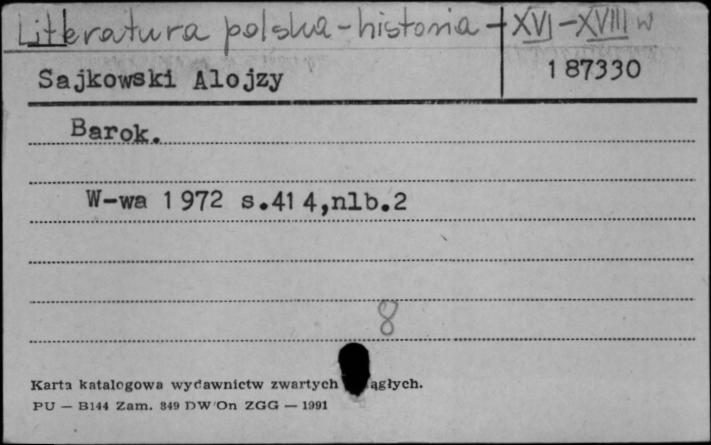 Literatura polska - historia - XVI - XVIII w
Sajkowski Alojzy 187330
Barok.
W-wa 1972 s.414,nlb.2
8
Karta katalogowa wydawnictw zwartych ągłych.
PU — B144 Zam. 849 DW On ZGG — 1991